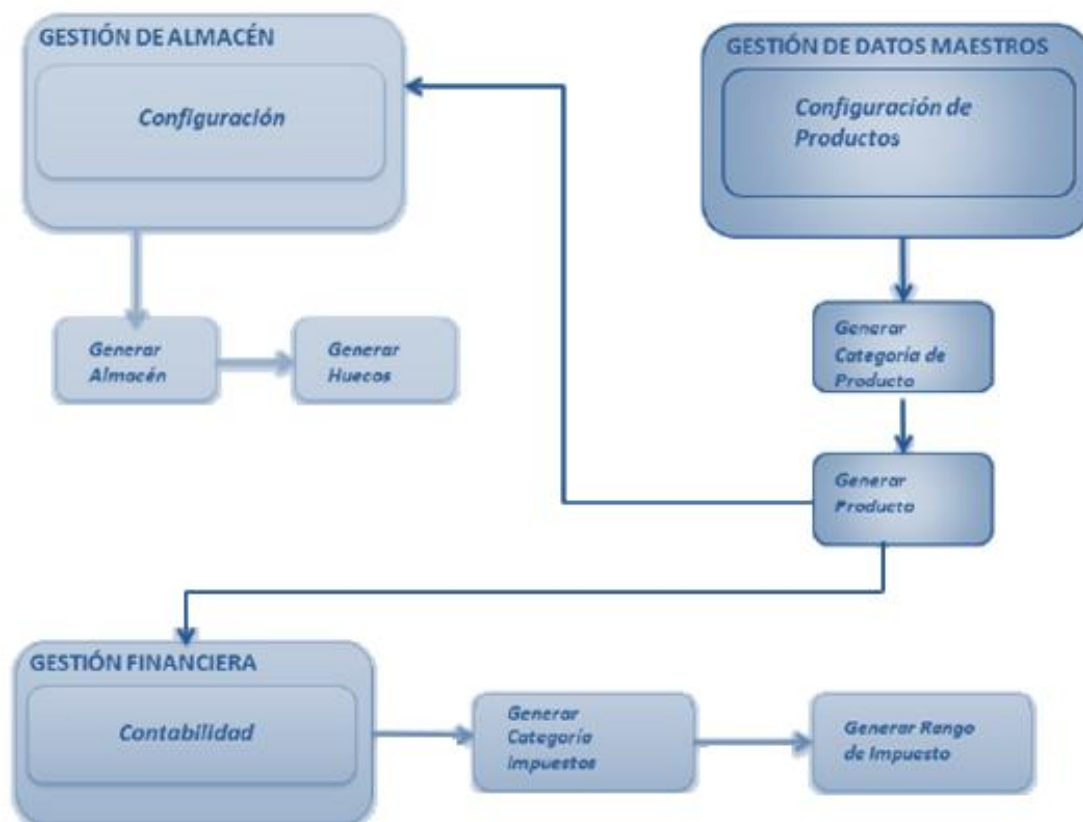 GESTIÓN DE ALMACÉN
Configuración
GESTIÓN DE DATOS MAESTROS
Configuración de
Productos
Generar
Almacén
Generar
Huecos
Generar
Categoría de
Producto
Generar
Producto
GESTIÓN FINANCIERA
Contabilidad
Generar
Categoría
Impuestos
Generar Rango
de Impuesto